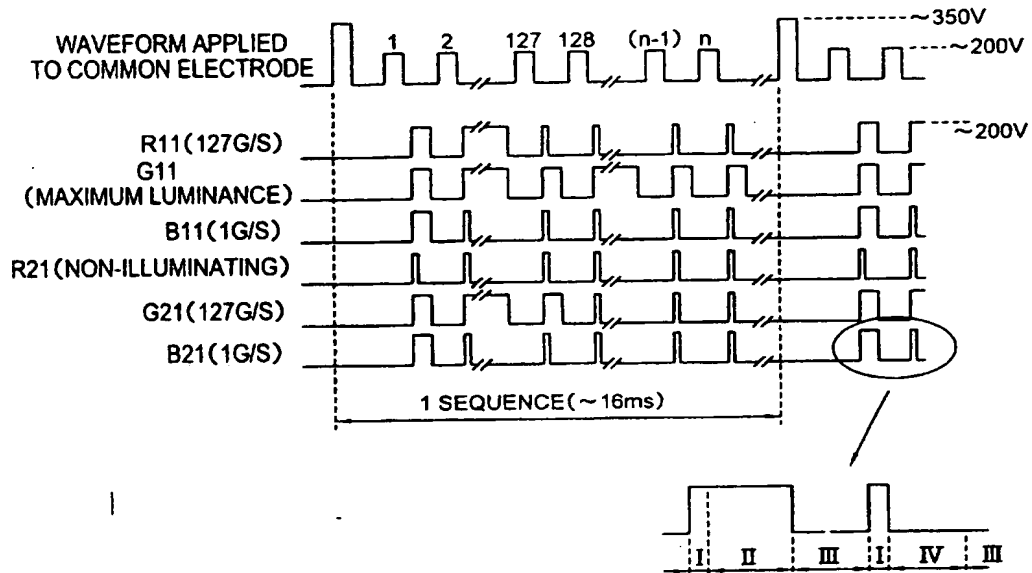 WAVEFORM APPLIED
TO COMMON ELECTRODE
1 2 127 128 (n-1) n
~350V
~200V
R11(127G/S)
~200V
G11
(MAXIMUM LUMINANCE)
B11(1G/S)
R21(NON-ILLUMINATING)
G21(127G/S)
B21(1G/S)
1 SEQUENCE(~16ms)
I II III I IV III